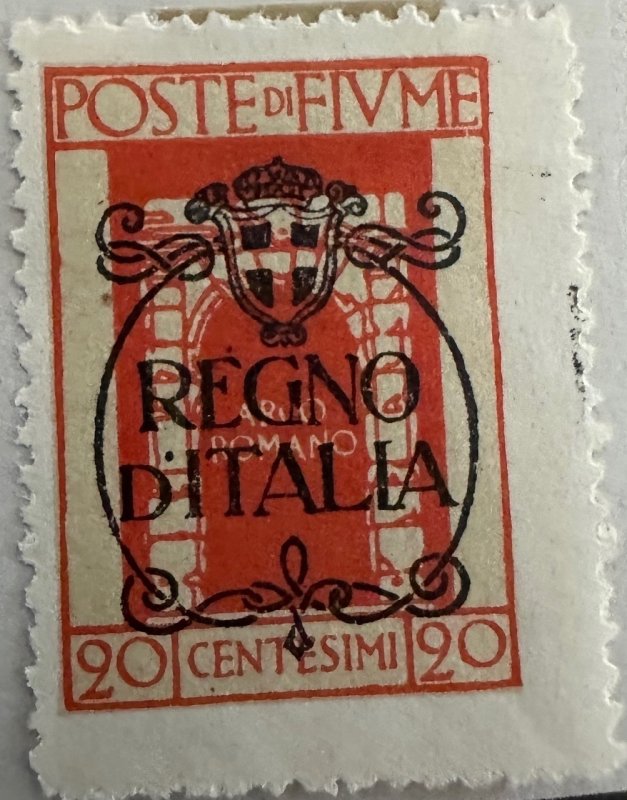 POSTE DI FIVME
REGNO
ARCO
ROMANO
D'ITALIA
20 CENTESIMI 20